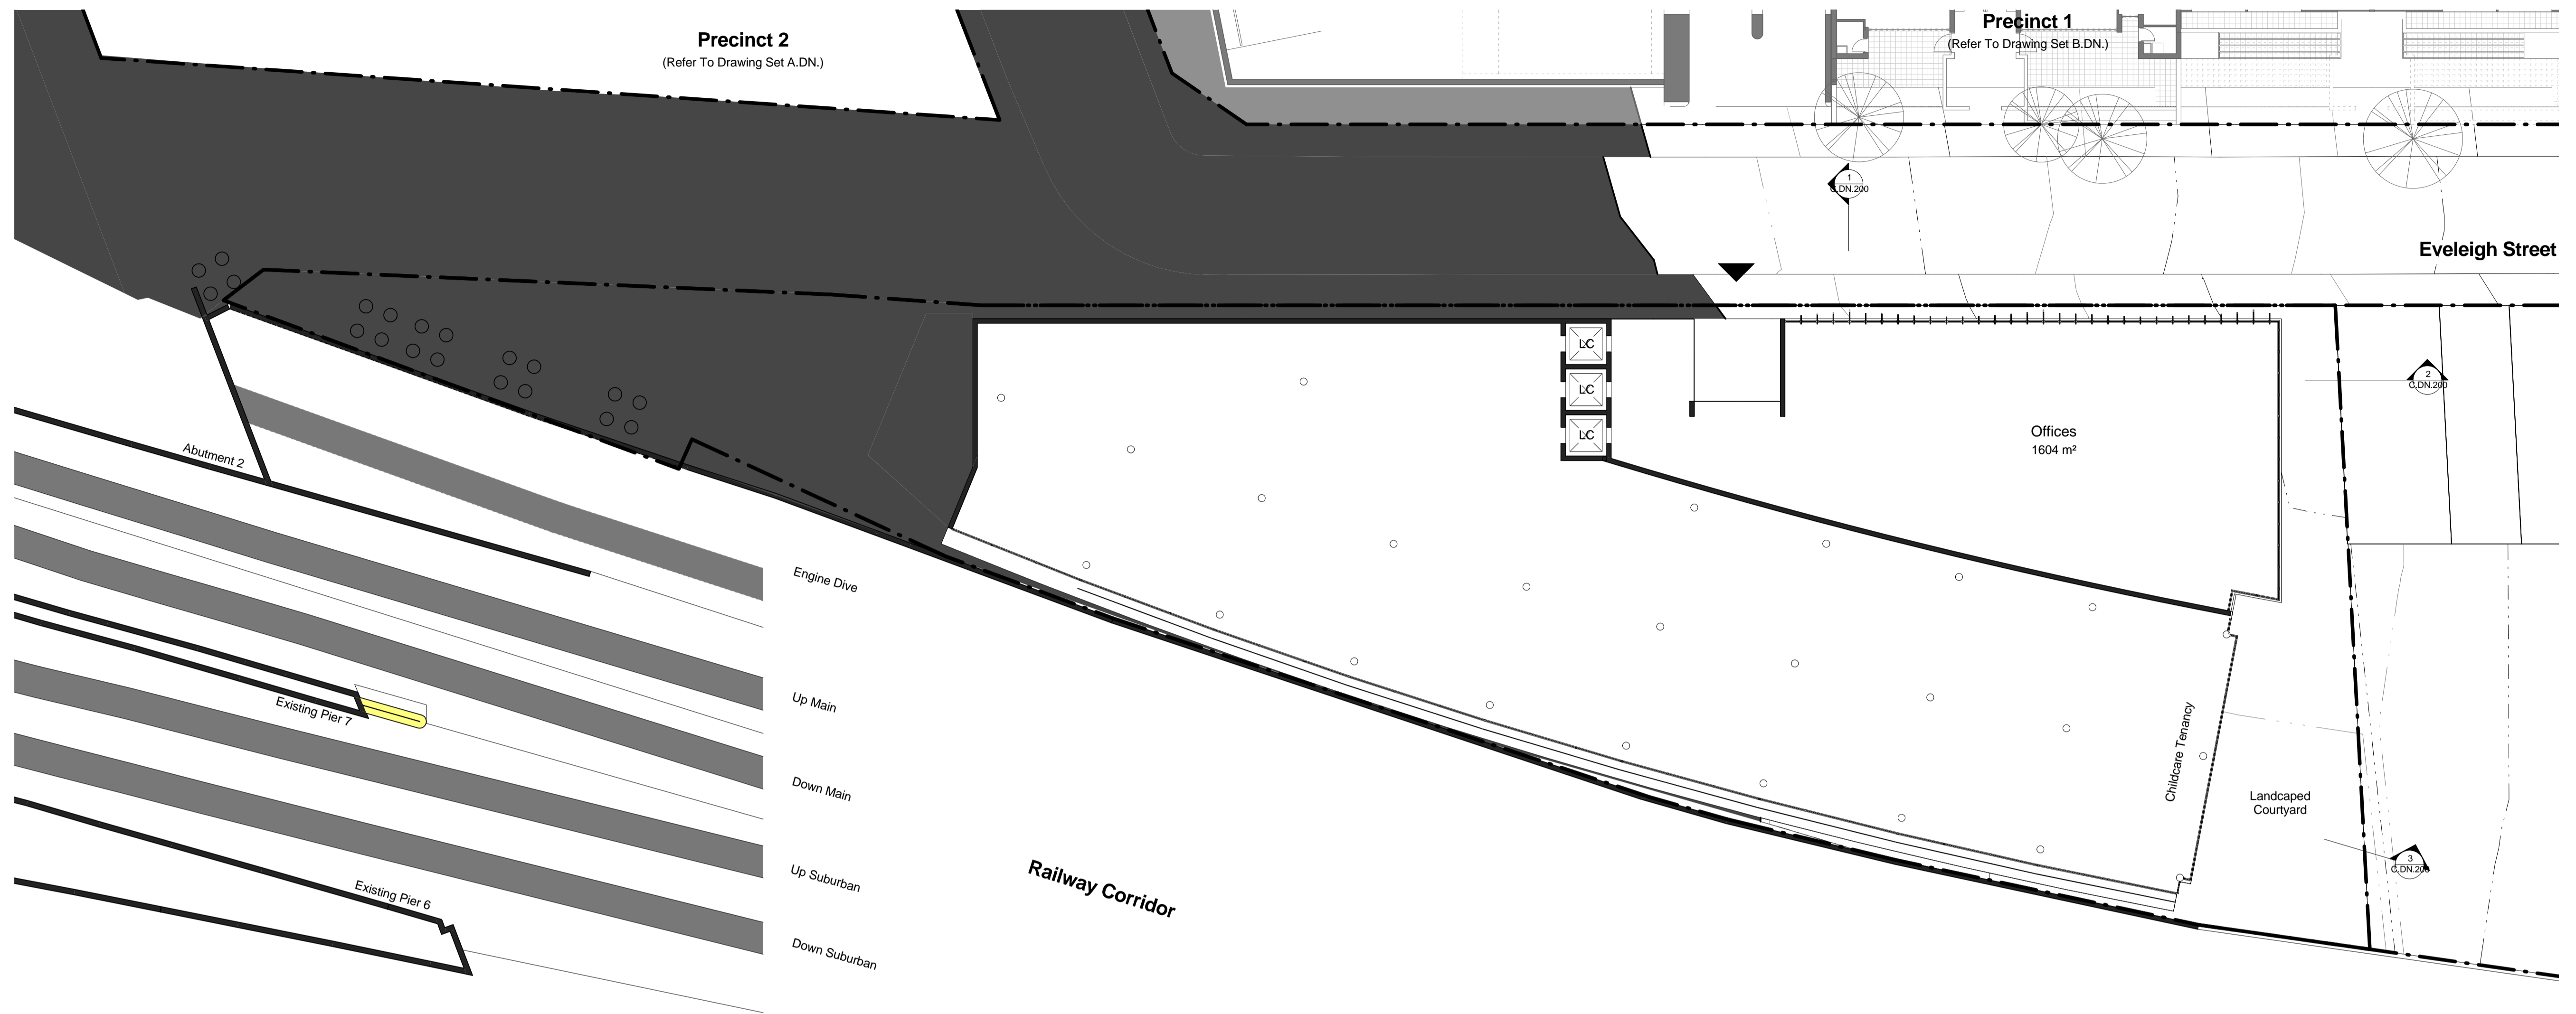 Precinct 2
(Refer To Drawing Set A.DN.)
Precinct 1
(Refer To Drawing Set B.DN.)
1
C.DN.200
Eveleigh Street
LC
LC
LC
2
C.DN.200
Offices
1604 m²
Abutment 2
Engine Dive
Existing Pier 7
Up Main
Childcare Tenancy
Down Main
Landcaped
Courtyard
3
C.DN.200
Up Suburban
Railway Corridor
Existing Pier 6
Down Suburban